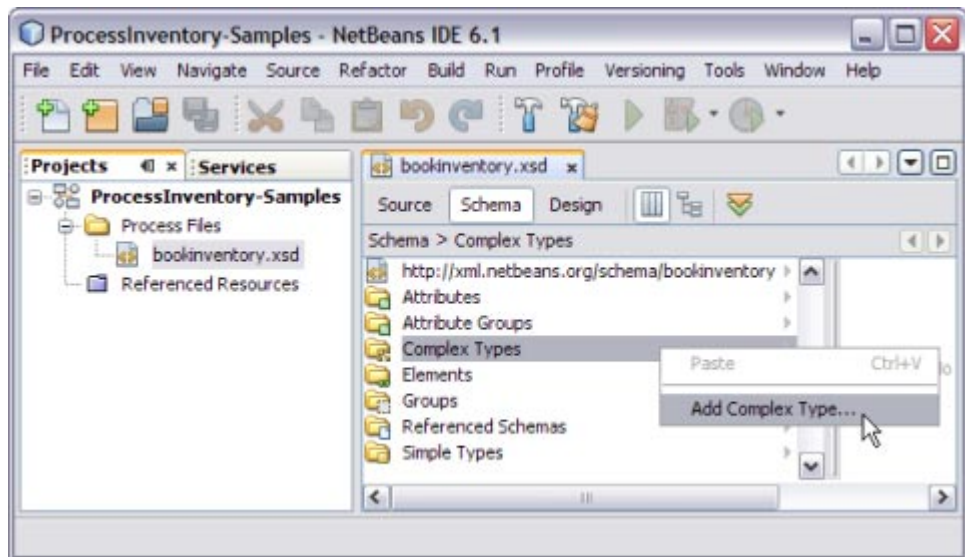 ProcessInventory-Samples - NetBeans IDE 6.1
File Edit View Navigate Source Refactor Build Run Profile Versioning Tools Window Help
Projects Services
ProcessInventory-Samples
Process Files
bookinventory.xsd
Referenced Resources
bookinventory.xsd
Source Schema Design
Schema > Complex Types
http://xml.netbeans.org/schema/bookinventory
Attributes
Attribute Groups
Complex Types
Elements
Groups
Referenced Schemas
Simple Types
Paste Ctrl+V
Add Complex Type...